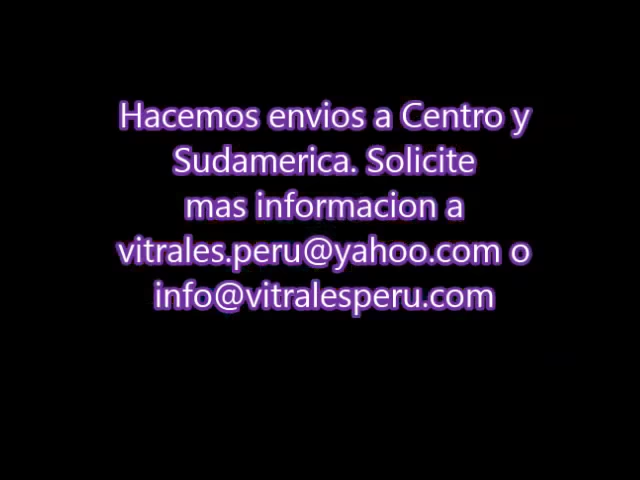 Hacemos envios a Centro y
Sudamerica. Solicite
mas informacion a
vitrales.peru@yahoo.com o
info@vitralesperu.com